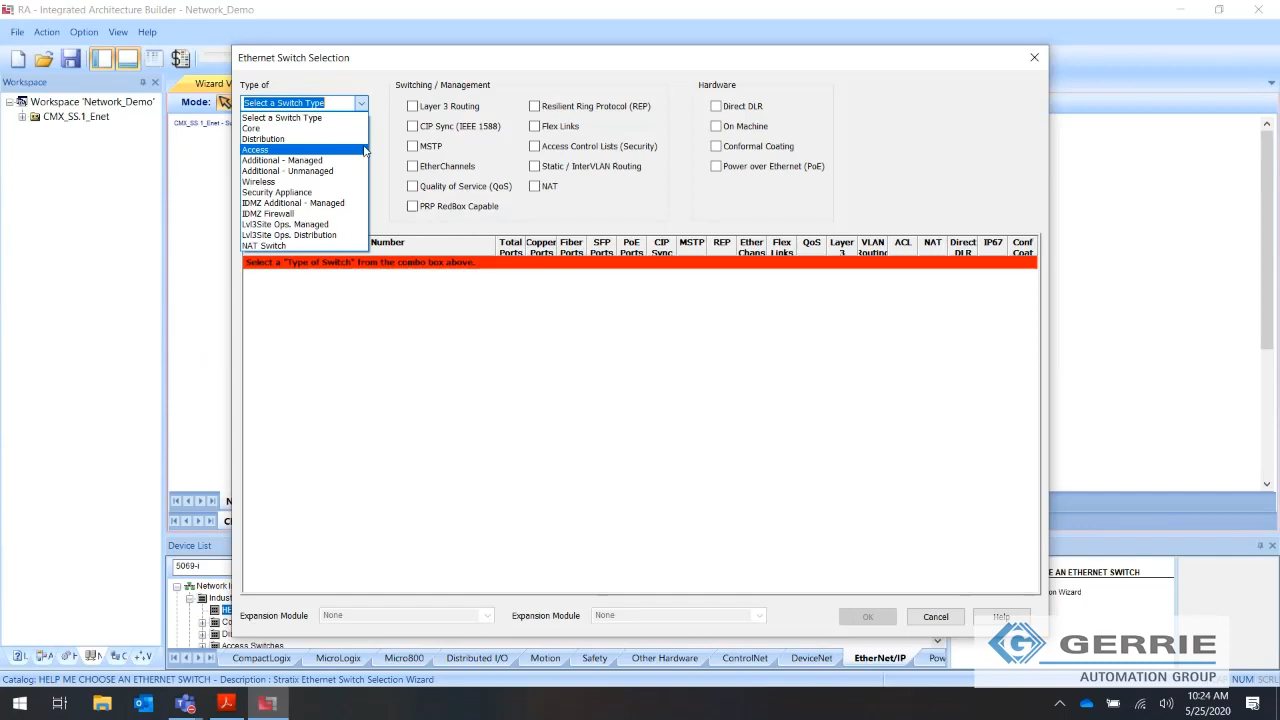 RA - Integrated Architecture Builder - Network_Demo
File Action Option View Help
Workspace
Workspace 'Network_Demo'
CMX_SS.1_Enet
Wizard V
Mode:
Ethernet Switch Selection
Type of
Select a Switch Type
Select a Switch Type
Core
Distribution
Access
Additional - Managed
Additional - Unmanaged
Wireless
Security Appliance
IDMZ Additional - Managed
IDMZ Firewall
Lvl3Site Ops. Managed
Lvl3Site Ops. Distribution
NAT Switch
Switching / Management
Layer 3 Routing
CIP Sync (IEEE 1588)
MSTP
EtherChannels
Quality of Service (QoS)
PRP RedBox Capable
Resilient Ring Protocol (REP)
Flex Links
Access Control Lists (Security)
Static / InterVLAN Routing
NAT
Hardware
Direct DLR
On Machine
Conformal Coating
Power over Ethernet (PoE)
Number Total Ports Copper Ports Fiber Ports SFP Ports PoE Ports CIP Sync MSTP REP Ether Chans Flex Links QoS Layer 3 VLAN Routing ACL NAT Direct DLR IP67 Conf Coat
Select a "Type of Switch" from the combo box above.
Expansion Module None Expansion Module None OK Cancel Help
Device List
5069-i
Network I
Indust
HE
Co
Di
Access Switches
E AN ETHERNET SWITCH
on Wizard
CompactLogix MicroLogix Micro800 Distributed I/O Motion Safety Other Hardware ControlNet DeviceNet EtherNet/IP Pow
Catalog: HELP ME CHOOSE AN ETHERNET SWITCH - Description : Stratix Ethernet Switch Selection Wizard
NUM SCRL
GERRIE
AUTOMATION GROUP
10:24 AM
5/25/2020